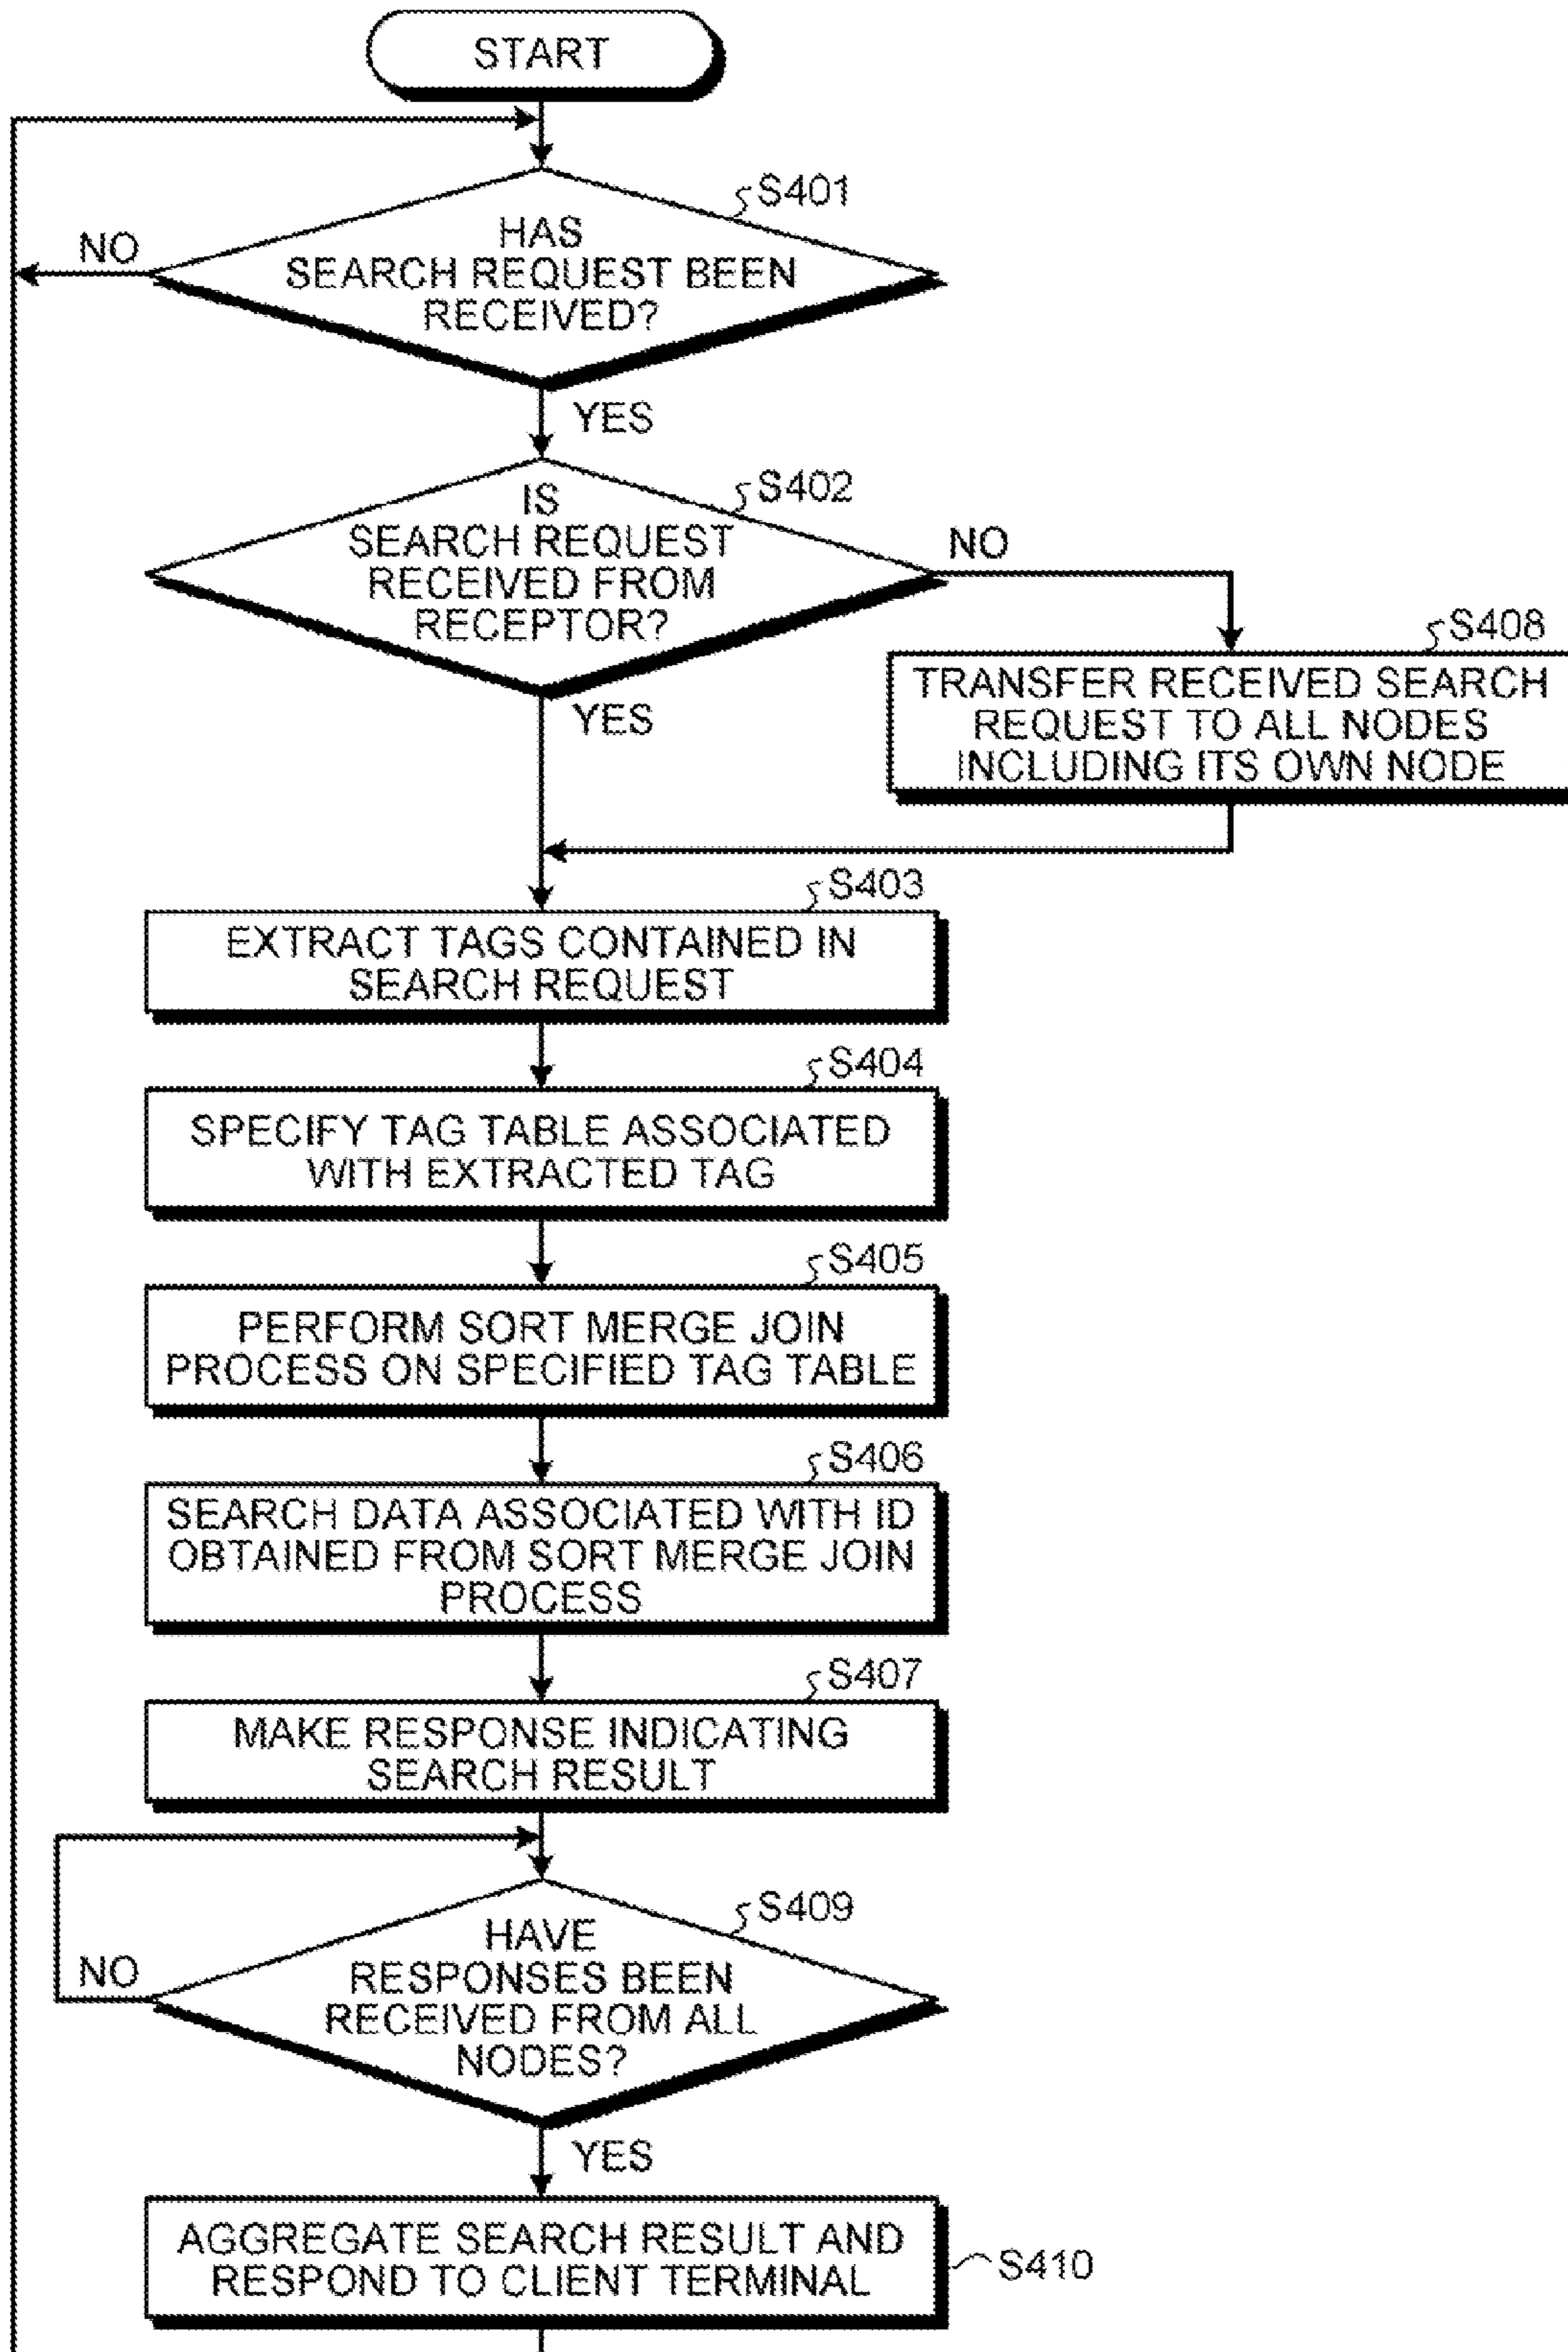 START
S401
HAS
SEARCH REQUEST BEEN
RECEIVED?
NO
YES
S402
IS
SEARCH REQUEST
RECEIVED FROM
RECEPTOR?
NO
YES
S408
TRANSFER RECEIVED SEARCH
REQUEST TO ALL NODES
INCLUDING ITS OWN NODE
S403
EXTRACT TAGS CONTAINED IN
SEARCH REQUEST
S404
SPECIFY TAG TABLE ASSOCIATED
WITH EXTRACTED TAG
S405
PERFORM SORT MERGE JOIN
PROCESS ON SPECIFIED TAG TABLE
S406
SEARCH DATA ASSOCIATED WITH ID
OBTAINED FROM SORT MERGE JOIN
PROCESS
S407
MAKE RESPONSE INDICATING
SEARCH RESULT
S409
HAVE
RESPONSES BEEN
RECEIVED FROM ALL
NODES?
NO
YES
AGGREGATE SEARCH RESULT AND
RESPOND TO CLIENT TERMINAL
S410